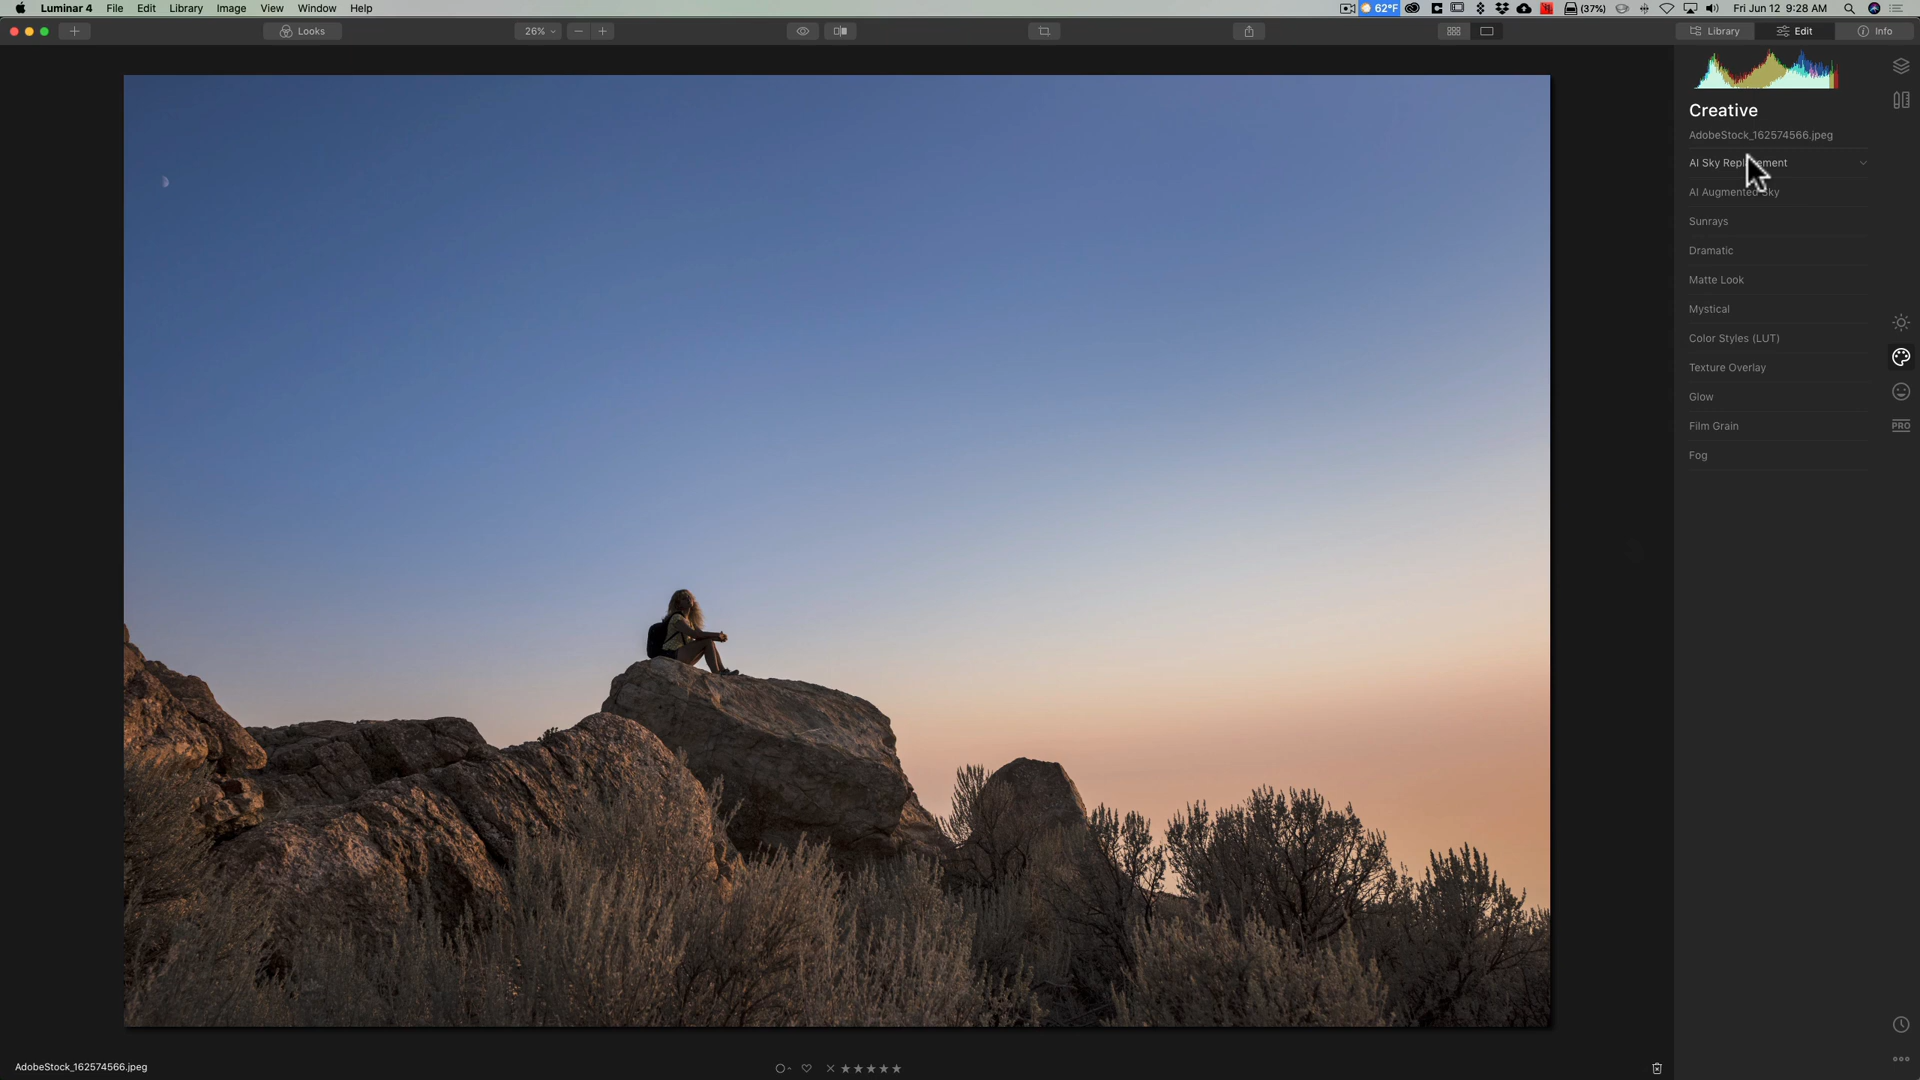 Luminar 4 File Edit Library Image View Window Help 62°F (37%) Fri Jun 12 9:28 AM
Looks 26% Library Edit Info
Creative
AdobeStock_162574566.jpeg
AI Sky Replacement
AI Augmented Sky
Sunrays
Dramatic
Matte Look
Mystical
Color Styles (LUT)
Texture Overlay
Glow
Film Grain
Fog
PRO
AdobeStock_162574566.jpeg